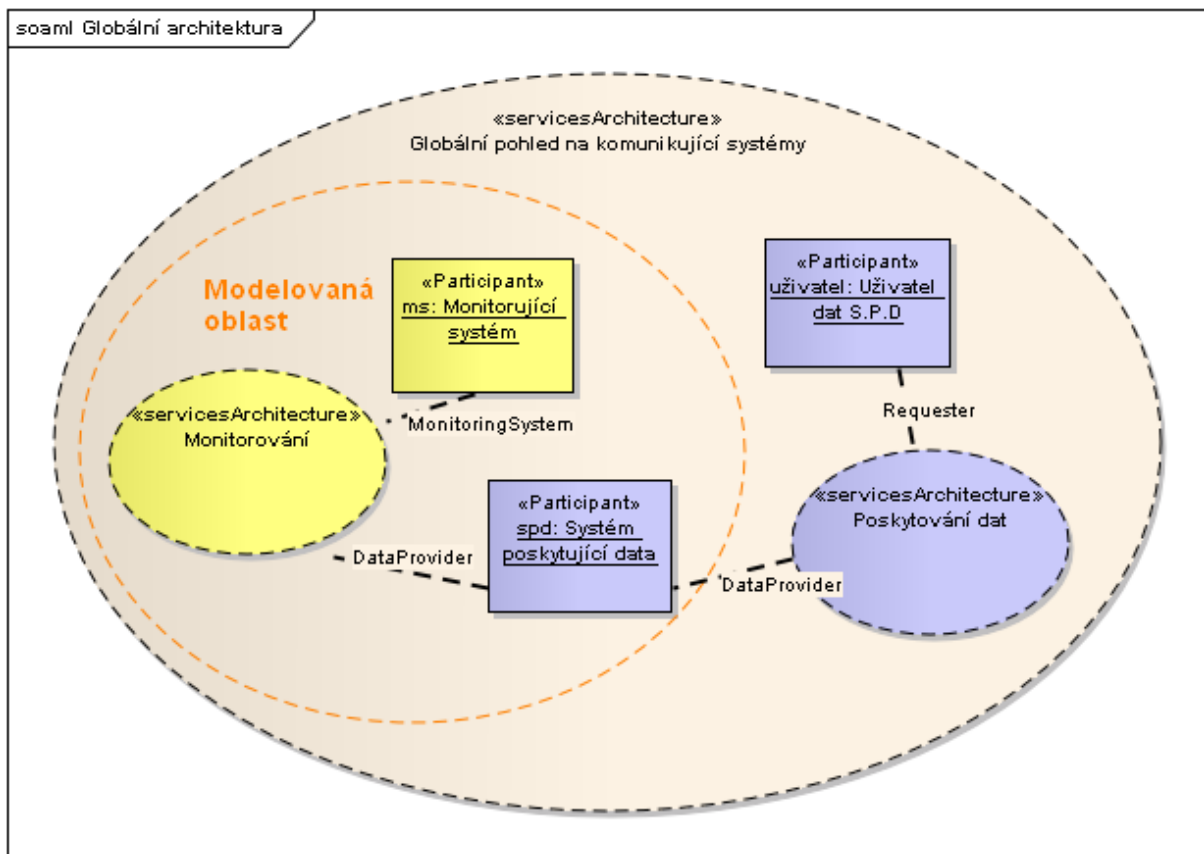 soaml Globální architektura
«servicesArchitecture»
Globální pohled na komunikující systémy
Modelovaná
oblast
«Participant»
ms: Monitorující
systém
«Participant»
uživatel: Uživatel
dat S.P.D
«servicesArchitecture»
Monitorování
MonitoringSystem
Requester
«Participant»
spd: Systém
poskytující data
«servicesArchitecture»
Poskytování dat
DataProvider
DataProvider